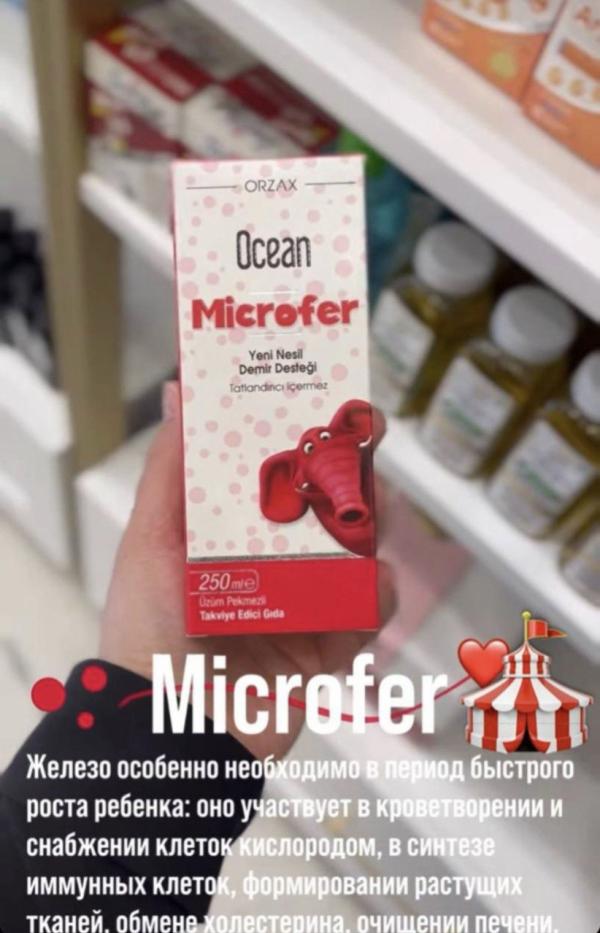 ORZAX
Ocean
Microfer
Yeni Nesil
Demir Desteği
Tatlandırıcı İçermez
250 ml e
Üzüm Pekmezli
Takviye Edici Gıda
Microfer
Железо особенно необходимо в период быстрого
роста ребенка: оно участвует в кроветворении и
снабжении клеток кислородом, в синтезе
иммунных клеток, формировании растущих
тканей, обмене холестерина, очищении печени.